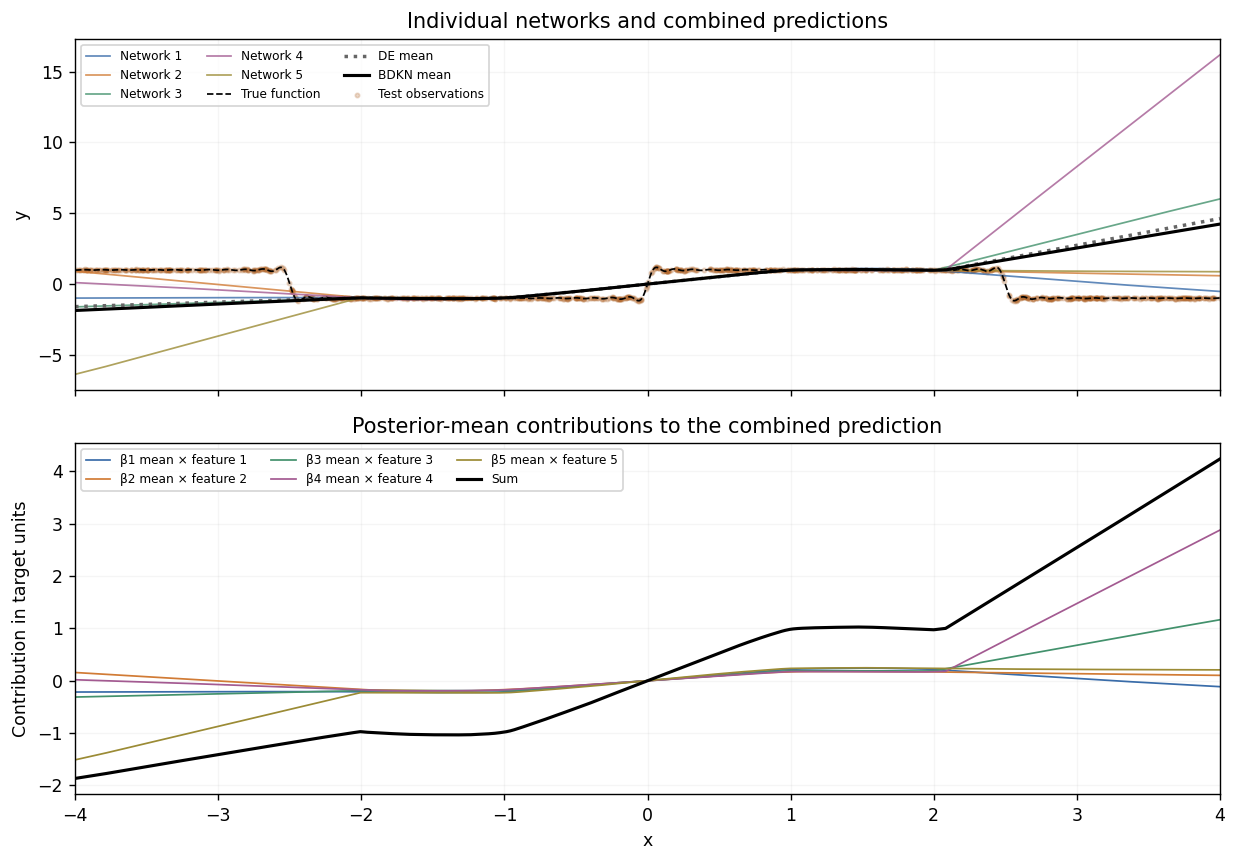 Individual networks and combined predictions
Network 1
Network 2
Network 3
Network 4
Network 5
True function
DE mean
BDKN mean
Test observations
15
10
5
0
−5
y
Posterior-mean contributions to the combined prediction
β1 mean × feature 1
β2 mean × feature 2
β3 mean × feature 3
β4 mean × feature 4
β5 mean × feature 5
Sum
4
3
2
1
0
−1
−2
Contribution in target units
−4 −3 −2 −1 0 1 2 3 4
x